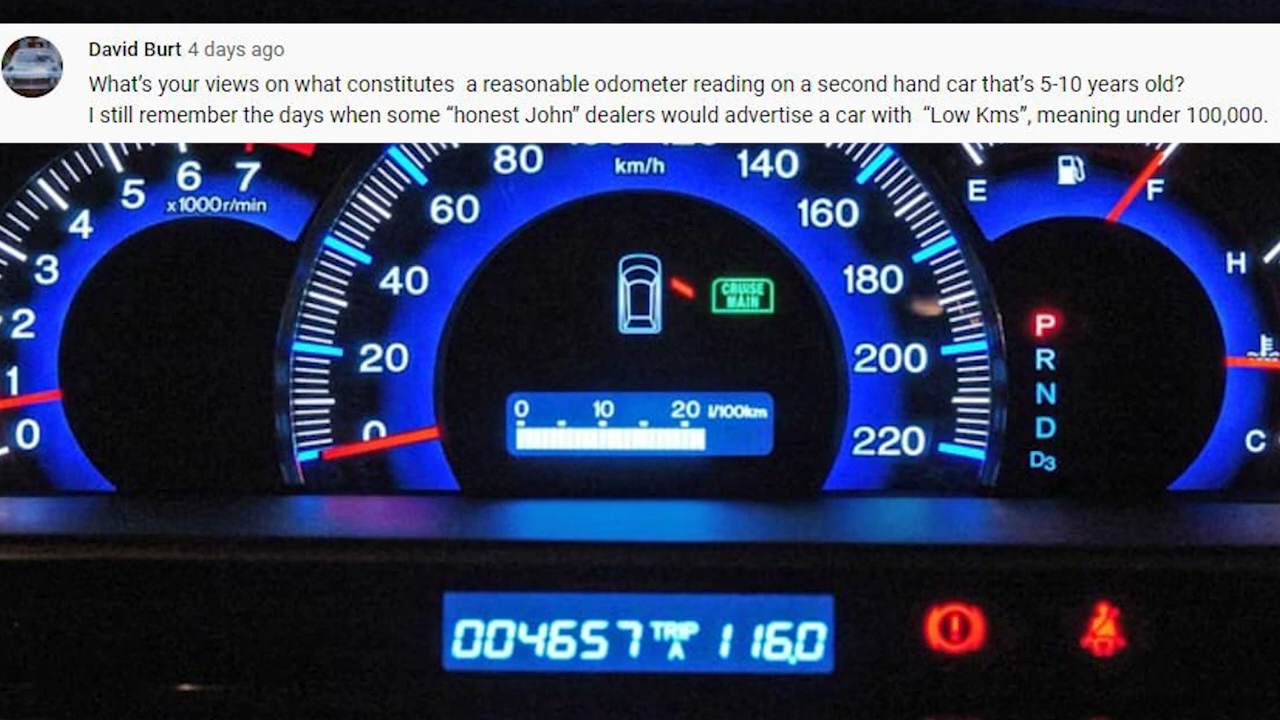 David Burt 4 days ago
What's your views on what constitutes a reasonable odometer reading on a second hand car that's 5-10 years old?
I still remember the days when some “honest John” dealers would advertise a car with “Low Kms”, meaning under 100,000.
7
6
5
4
3
2
1
0
x1000r/min
80
140
km/h
60
160
40
180
20
200
0
220
CRUISE
MAIN
0 10 20 l/100km
E
F
H
C
P
R
N
D
D3
004657 TRIP A 116.0